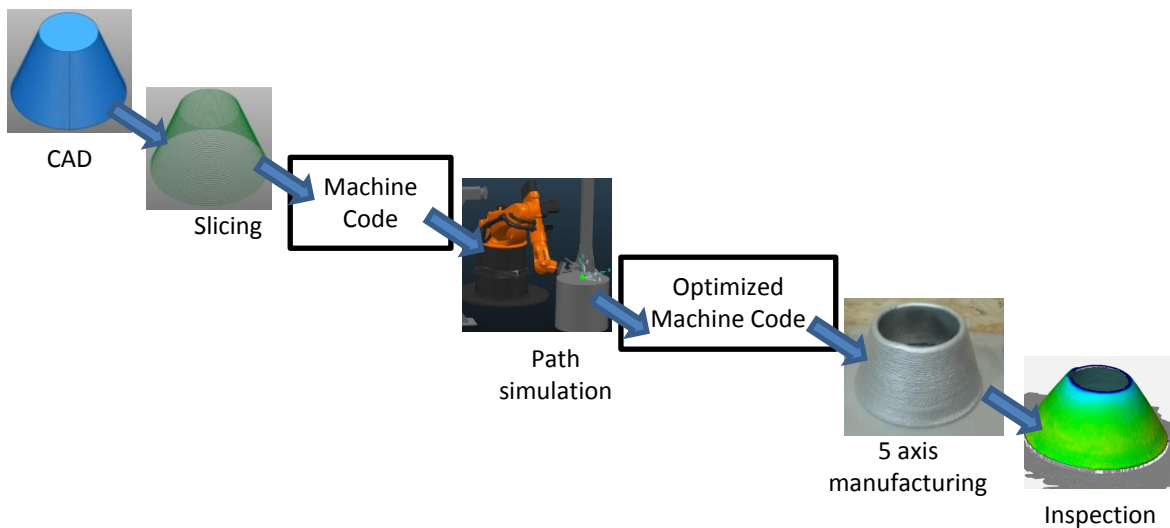 CAD
Slicing
Machine
Code
Path
simulation
Optimized
Machine Code
5 axis
manufacturing
Inspection